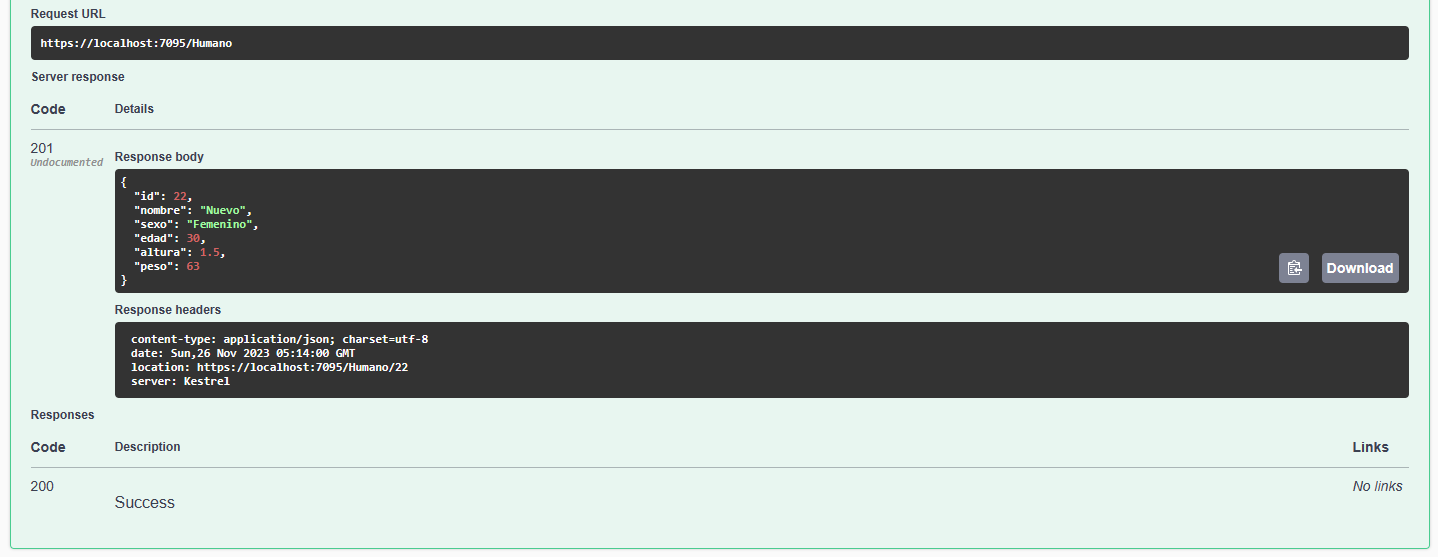 Request URL
https://localhost:7095/Humano
Server response
Code Details
201
Undocumented
Response body
{
  "id": 22,
  "nombre": "Nuevo",
  "sexo": "Femenino",
  "edad": 30,
  "altura": 1.5,
  "peso": 63
}
Download
Response headers
content-type: application/json; charset=utf-8
date: Sun,26 Nov 2023 05:14:00 GMT
location: https://localhost:7095/Humano/22
server: Kestrel
Responses
Code Description Links
200 No links
Success